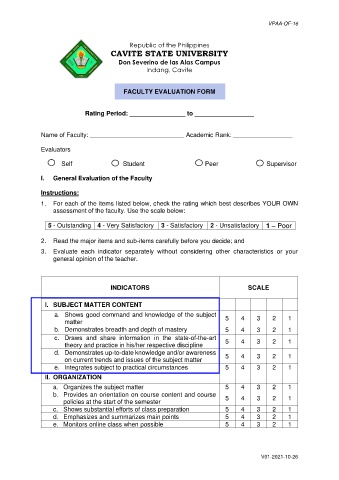 VPAA-QF-16
Republic of the Philippines
CAVITE STATE UNIVERSITY
Don Severino de las Alas Campus
Indang, Cavite
FACULTY EVALUATION FORM
Rating Period: ________________ to _________________
Name of Faculty: ___________________________ Academic Rank: _________________
Evaluators
Self Student Peer Supervisor
I. General Evaluation of the Faculty
Instructions:
1. For each of the items listed below, check the rating which best describes YOUR OWN
assessment of the faculty. Use the scale below:
5 - Outstanding 4 - Very Satisfactory 3 - Satisfactory 2 - Unsatisfactory 1 – Poor
2. Read the major items and sub-items carefully before you decide; and
3. Evaluate each indicator separately without considering other characteristics or your
general opinion of the teacher.
INDICATORS SCALE
I. SUBJECT MATTER CONTENT
a. Shows good command and knowledge of the subject
matter 5 4 3 2 1
b. Demonstrates breadth and depth of mastery 5 4 3 2 1
c. Draws and share information in the state-of-the-art
theory and practice in his/her respective discipline 5 4 3 2 1
d. Demonstrates up-to-date knowledge and/or awareness
on current trends and issues of the subject matter 5 4 3 2 1
e. Integrates subject to practical circumstances 5 4 3 2 1
II. ORGANIZATION
a. Organizes the subject matter 5 4 3 2 1
b. Provides an orientation on course content and course
policies at the start of the semester 5 4 3 2 1
c. Shows substantial efforts of class preparation 5 4 3 2 1
d. Emphasizes and summarizes main points 5 4 3 2 1
e. Monitors online class when possible 5 4 3 2 1
V01-2021-10-26